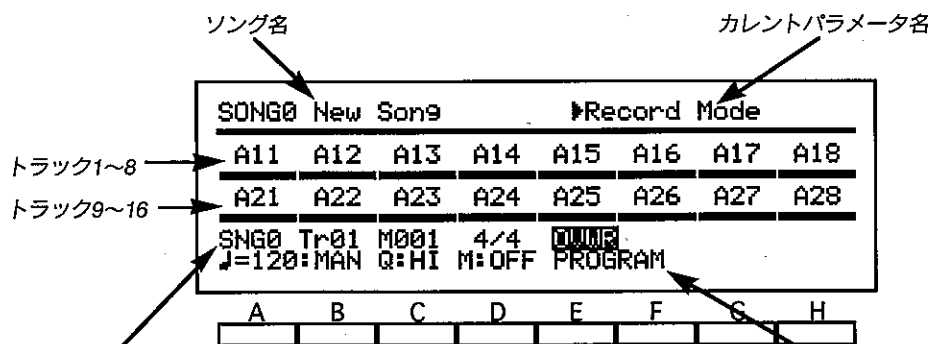 ソング名
カレントパラメータ名
SONG0 New Song ▶Record Mode
トラック1〜8
A11 A12 A13 A14 A15 A16 A17 A18
トラック9〜16
A21 A22 A23 A24 A25 A26 A27 A28
SNG0 Tr01 M001 4/4 OVWR
♩=120:MAN Q:HI M:OFF PROGRAM
A B C D E F G H